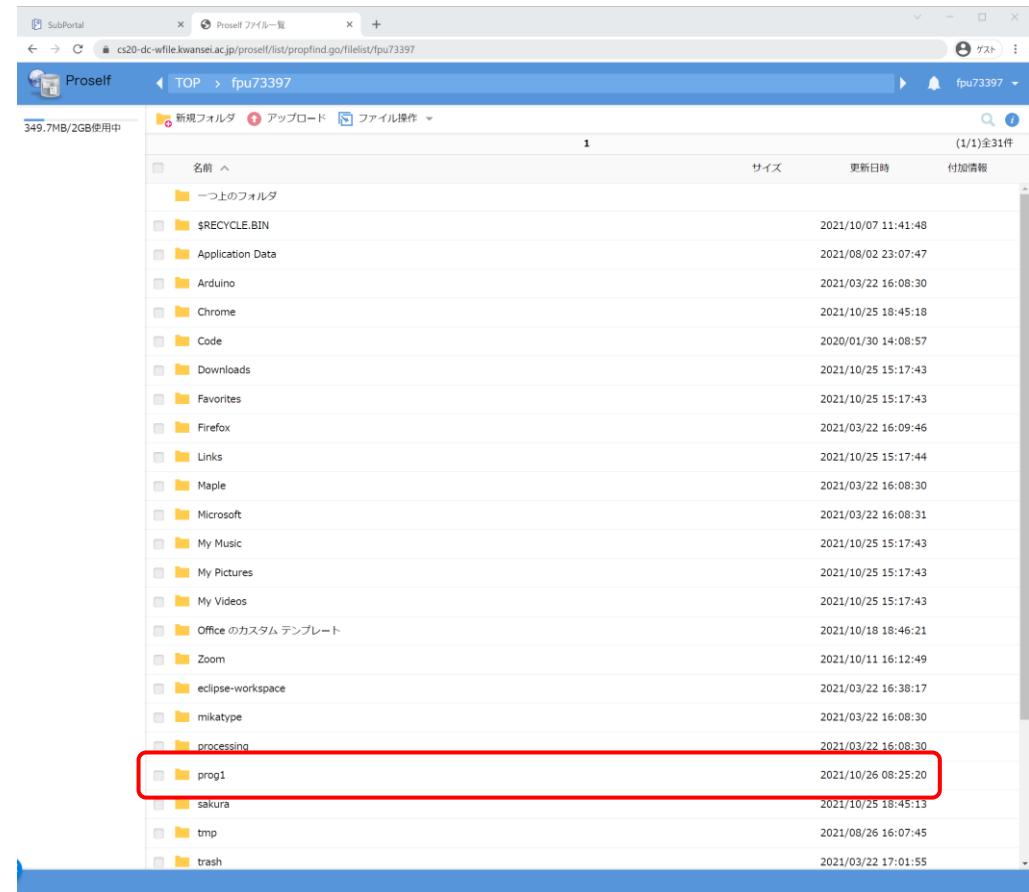 SubPortal × Proself ファイル一覧 × +
cs20-dc-wfile.kwansei.ac.jp/proself/list/propfind.go/filelist/fpu73397 ゲスト
Proself TOP › fpu73397 fpu73397
349.7MB/2GB使用中 新規フォルダ アップロード ファイル操作
1 (1/1)全31件
名前 サイズ 更新日時 付加情報
一つ上のフォルダ
$RECYCLE.BIN 2021/10/07 11:41:48
Application Data 2021/08/02 23:07:47
Arduino 2021/03/22 16:08:30
Chrome 2021/10/25 18:45:18
Code 2020/01/30 14:08:57
Downloads 2021/10/25 15:17:43
Favorites 2021/10/25 15:17:43
Firefox 2021/03/22 16:09:46
Links 2021/10/25 15:17:44
Maple 2021/03/22 16:08:30
Microsoft 2021/03/22 16:08:31
My Music 2021/10/25 15:17:43
My Pictures 2021/10/25 15:17:43
My Videos 2021/10/25 15:17:43
Office のカスタム テンプレート 2021/10/18 18:46:21
Zoom 2021/10/11 16:12:49
eclipse-workspace 2021/03/22 16:38:17
mikatype 2021/03/22 16:08:30
processing 2021/03/22 16:08:30
prog1 2021/10/26 08:25:20
sakura 2021/10/25 18:45:13
tmp 2021/08/26 16:07:45
trash 2021/03/22 17:01:55